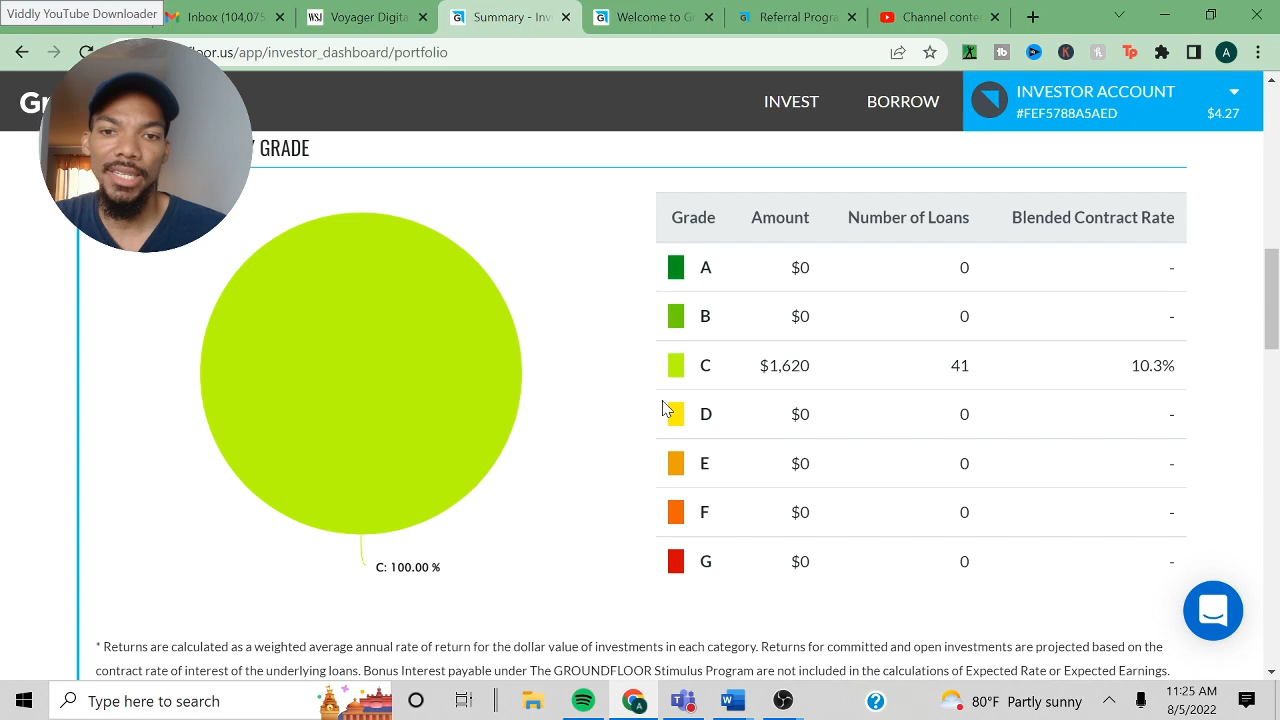 Viddly YouTube Downloader
Inbox (104,075
WSJ Voyager Digita
Summary - Inv
Welcome to Gr
Referral Progra
Channel conte
floor.us/app/investor_dashboard/portfolio
Gr
INVEST
BORROW
INVESTOR ACCOUNT
#FEF5788A5AED
$4.27
GRADE
Grade Amount Number of Loans Blended Contract Rate
A $0 0 -
B $0 0 -
C $1,620 41 10.3%
D $0 0 -
E $0 0 -
F $0 0 -
G $0 0 -
C: 100.00 %
* Returns are calculated as a weighted average annual rate of return for the dollar value of investments in each category. Returns for committed and open investments are projected based on the
contract rate of interest of the underlying loans. Bonus Interest payable under The GROUNDFLOOR Stimulus Program are not included in the calculations of Expected Rate or Expected Earnings.
Type here to search
80°F Partly sunny
11:25 AM
8/5/2022